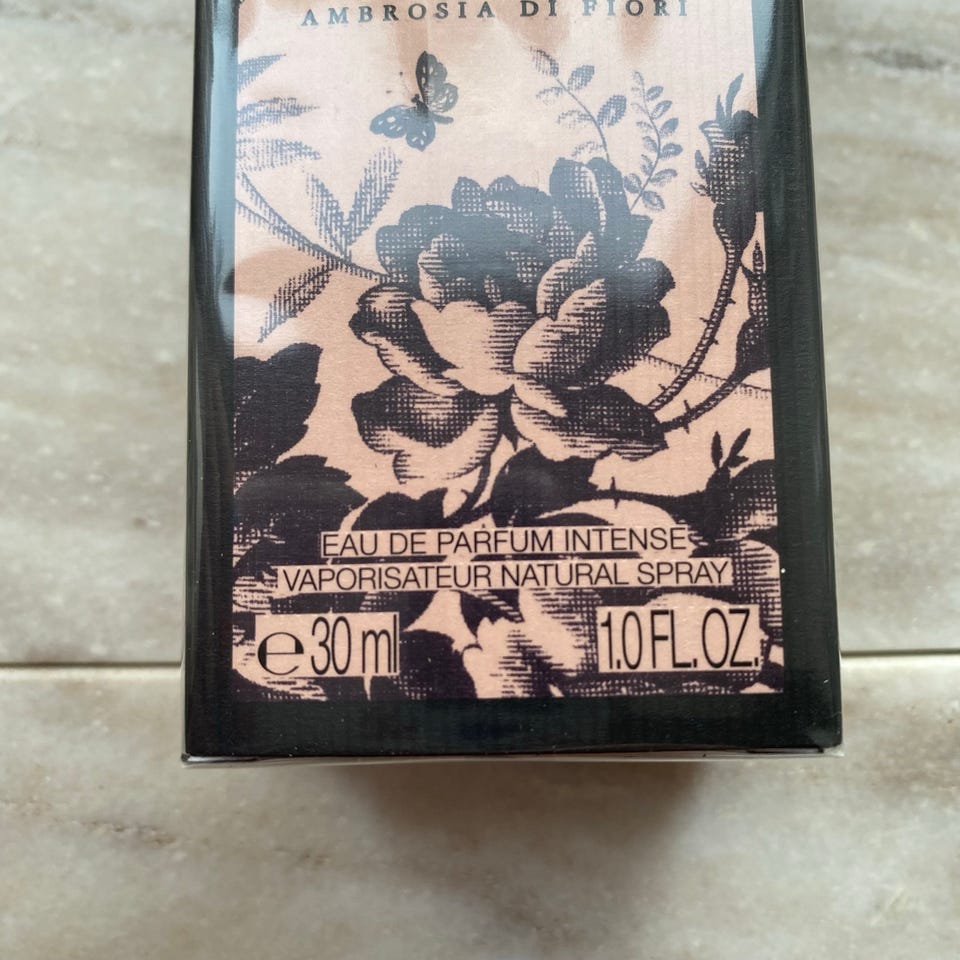 AMBROSIA DI FIORI
EAU DE PARFUM INTENSE
VAPORISATEUR NATURAL SPRAY
℮ 30 ml 1.0 FL. OZ.